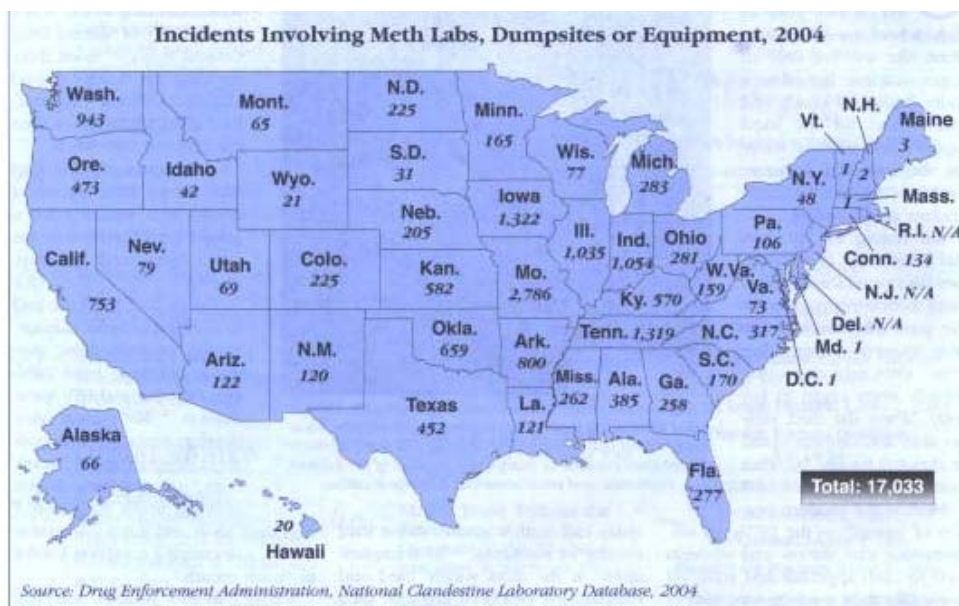 Incidents Involving Meth Labs, Dumpsites or Equipment, 2004
Wash.
943
Mont.
65
N.D.
225
Minn.
165
N.H.
Vt.
Maine
3
Ore.
473
Idaho
42
Wyo.
21
S.D.
31
Wis.
77
Mich.
283
N.Y.
48
1
2
1
Mass.
R.I. N/A
Conn. 134
N.J. N/A
Del. N/A
Md. 1
D.C. 1
Calif.
753
Nev.
79
Utah
69
Colo.
225
Neb.
205
Iowa
1,322
Ill.
1,035
Ind.
1,054
Ohio
281
Pa.
106
Kan.
582
Mo.
2,786
Ky. 570
W.Va.
159
Va.
73
Ariz.
122
N.M.
120
Okla.
659
Ark.
800
Tenn. 1,319
N.C. 317
S.C.
170
Texas
452
La.
121
Miss.
262
Ala.
385
Ga.
258
Fla.
277
Alaska
66
20
Hawaii
Total: 17,033
Source: Drug Enforcement Administration, National Clandestine Laboratory Database, 2004